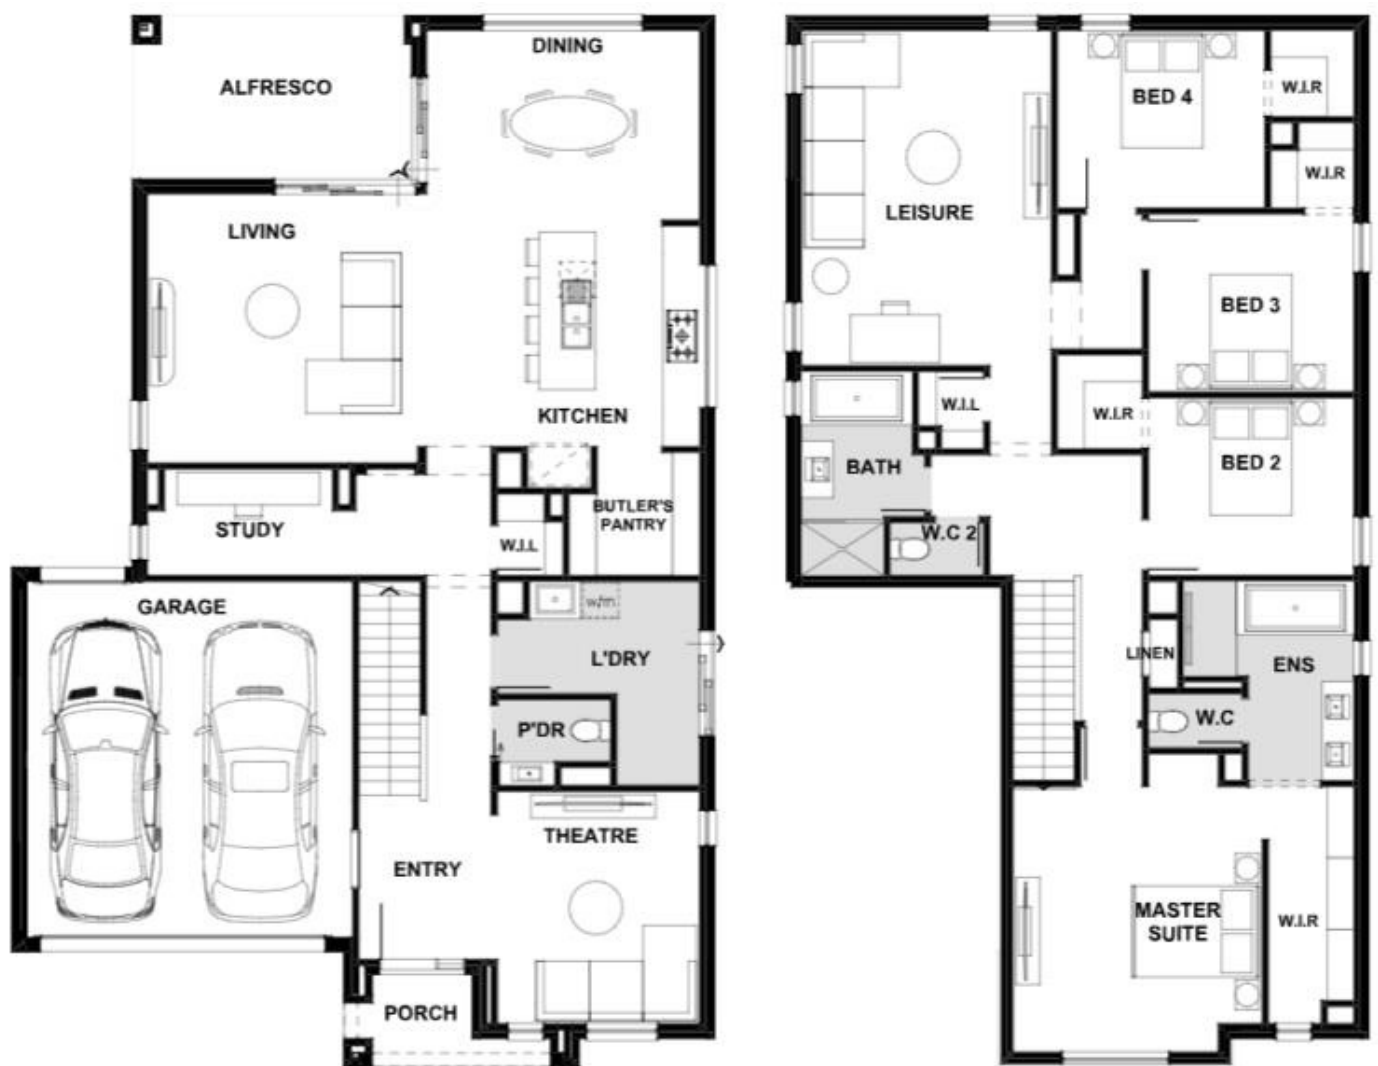 DINING
ALFRESCO
LIVING
KITCHEN
STUDY
BUTLER'S
PANTRY
W.I.L
GARAGE
w/m
L'DRY
P'DR
THEATRE
ENTRY
PORCH
BED 4
W.I.R
W.I.R
LEISURE
BED 3
W.I.L
W.I.R
BATH
BED 2
W.C 2
LINEN
ENS
W.C
MASTER
SUITE
W.I.R